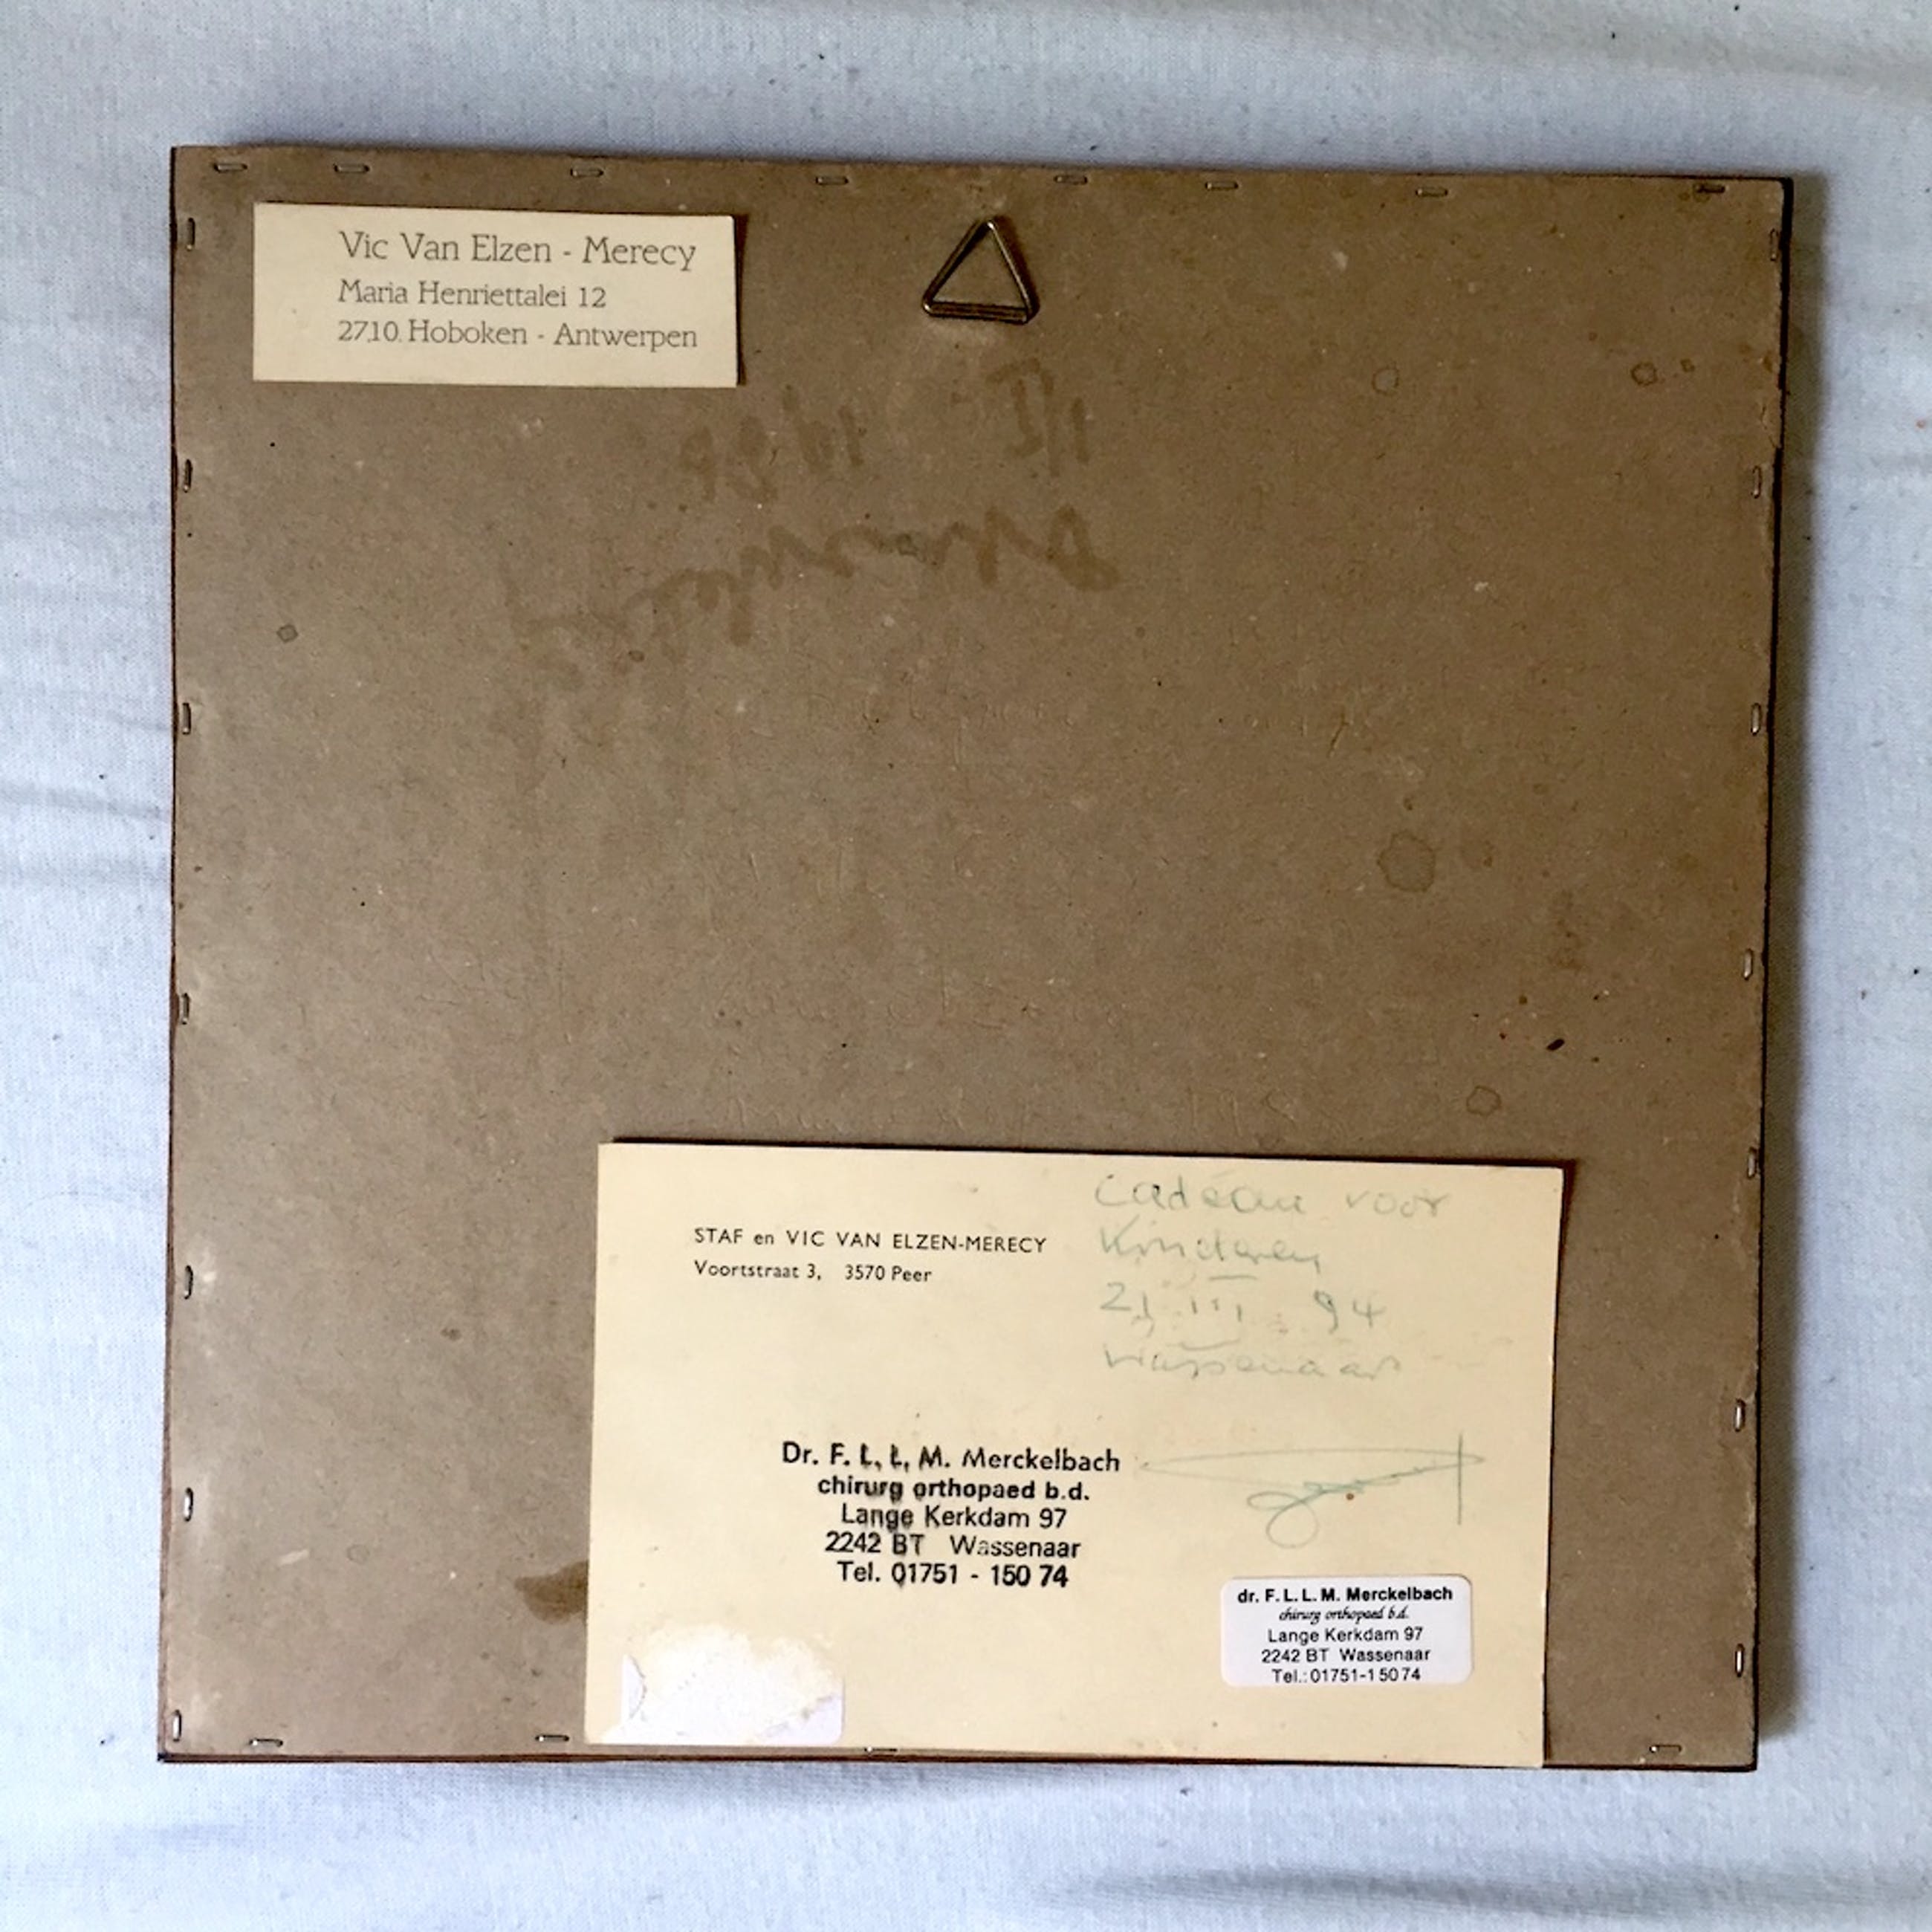 Vic Van Elzen - Merecy
Maria Henriettalei 12
2710 Hoboken - Antwerpen
STAF en VIC VAN ELZEN-MERECY
Voortstraat 3, 3570 Peer
Cadeau voor
Kinderen
21 . III . 94
Wassenaar
Dr. F. L. L. M. Merckelbach
chirurg orthopaed b.d.
Lange Kerkdam 97
2242 BT Wassenaar
Tel. 01751 - 150 74
dr. F. L. L. M. Merckelbach
chirurg orthopaed b.d.
Lange Kerkdam 97
2242 BT Wassenaar
Tel.: 01751-15074